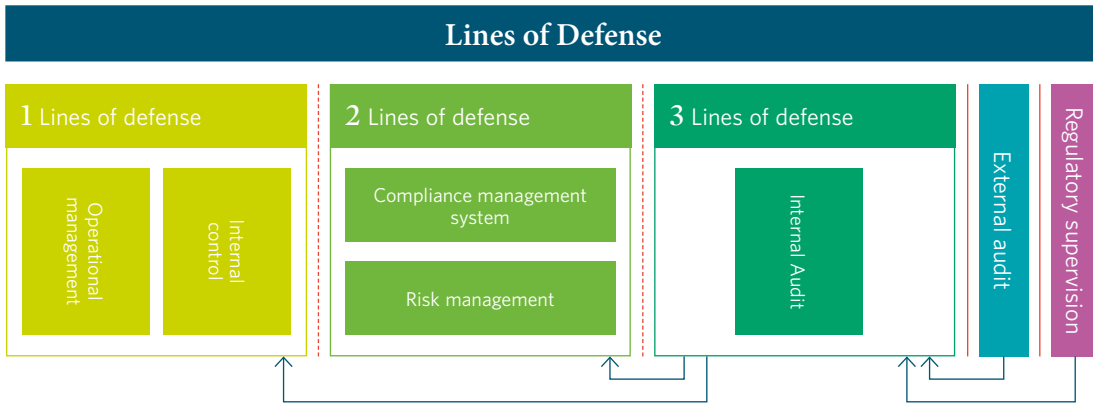 Lines of Defense
1 Lines of defense
Operational
management
Internal
control
2 Lines of defense
Compliance management
system
Risk management
3 Lines of defense
Internal Audit
External audit
Regulatory supervision